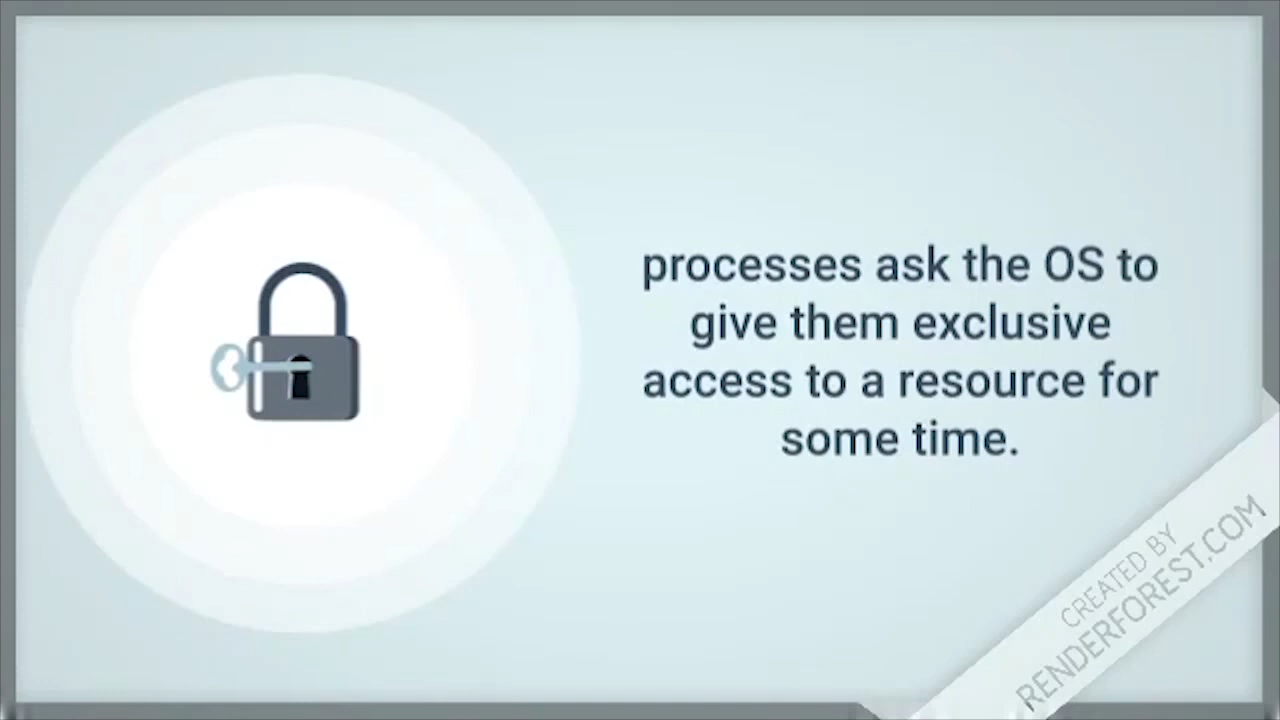 processes ask the OS to
give them exclusive
access to a resource for
some time.
CREATED BY
RENDERFOREST.COM